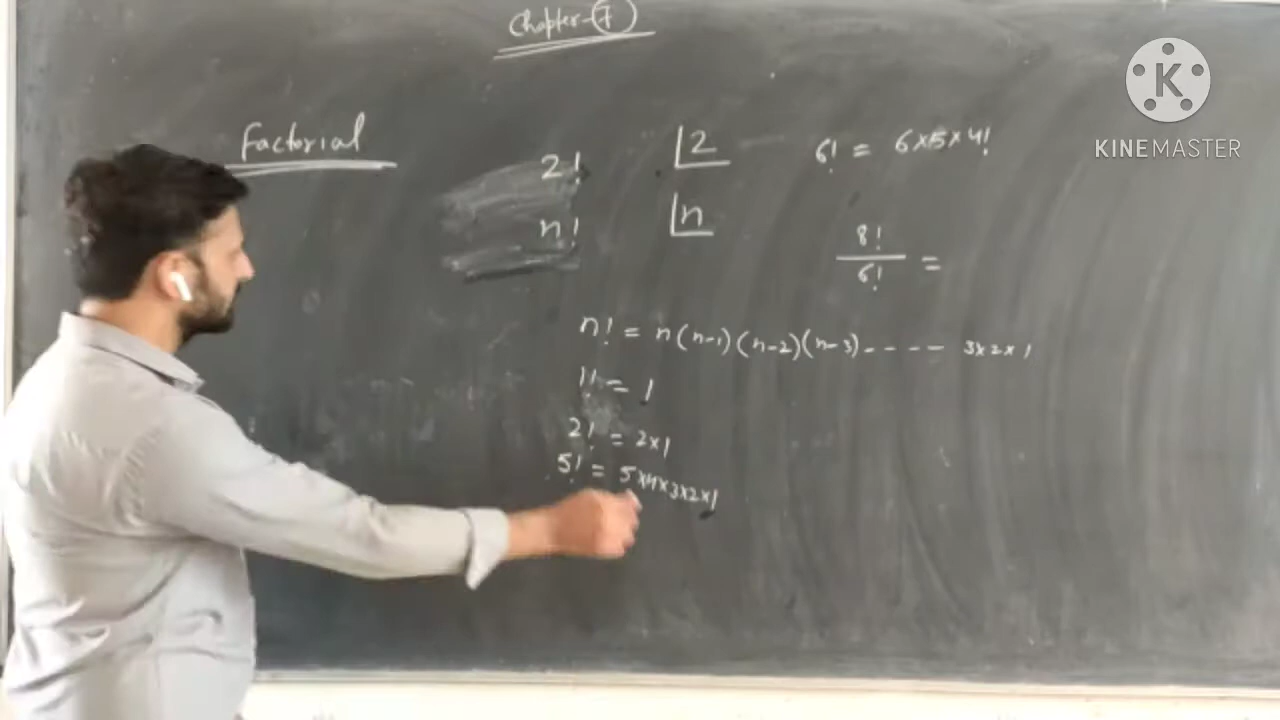 Chapter-7
Factorial
2! |2 6! = 6×5×4!
n! |n
8!
6! =
n! = n(n-1)(n-2)(n-3)----- 3×2×1
1! = 1
2! = 2×1
5! = 5×4×3×2×1
K
KINEMASTER